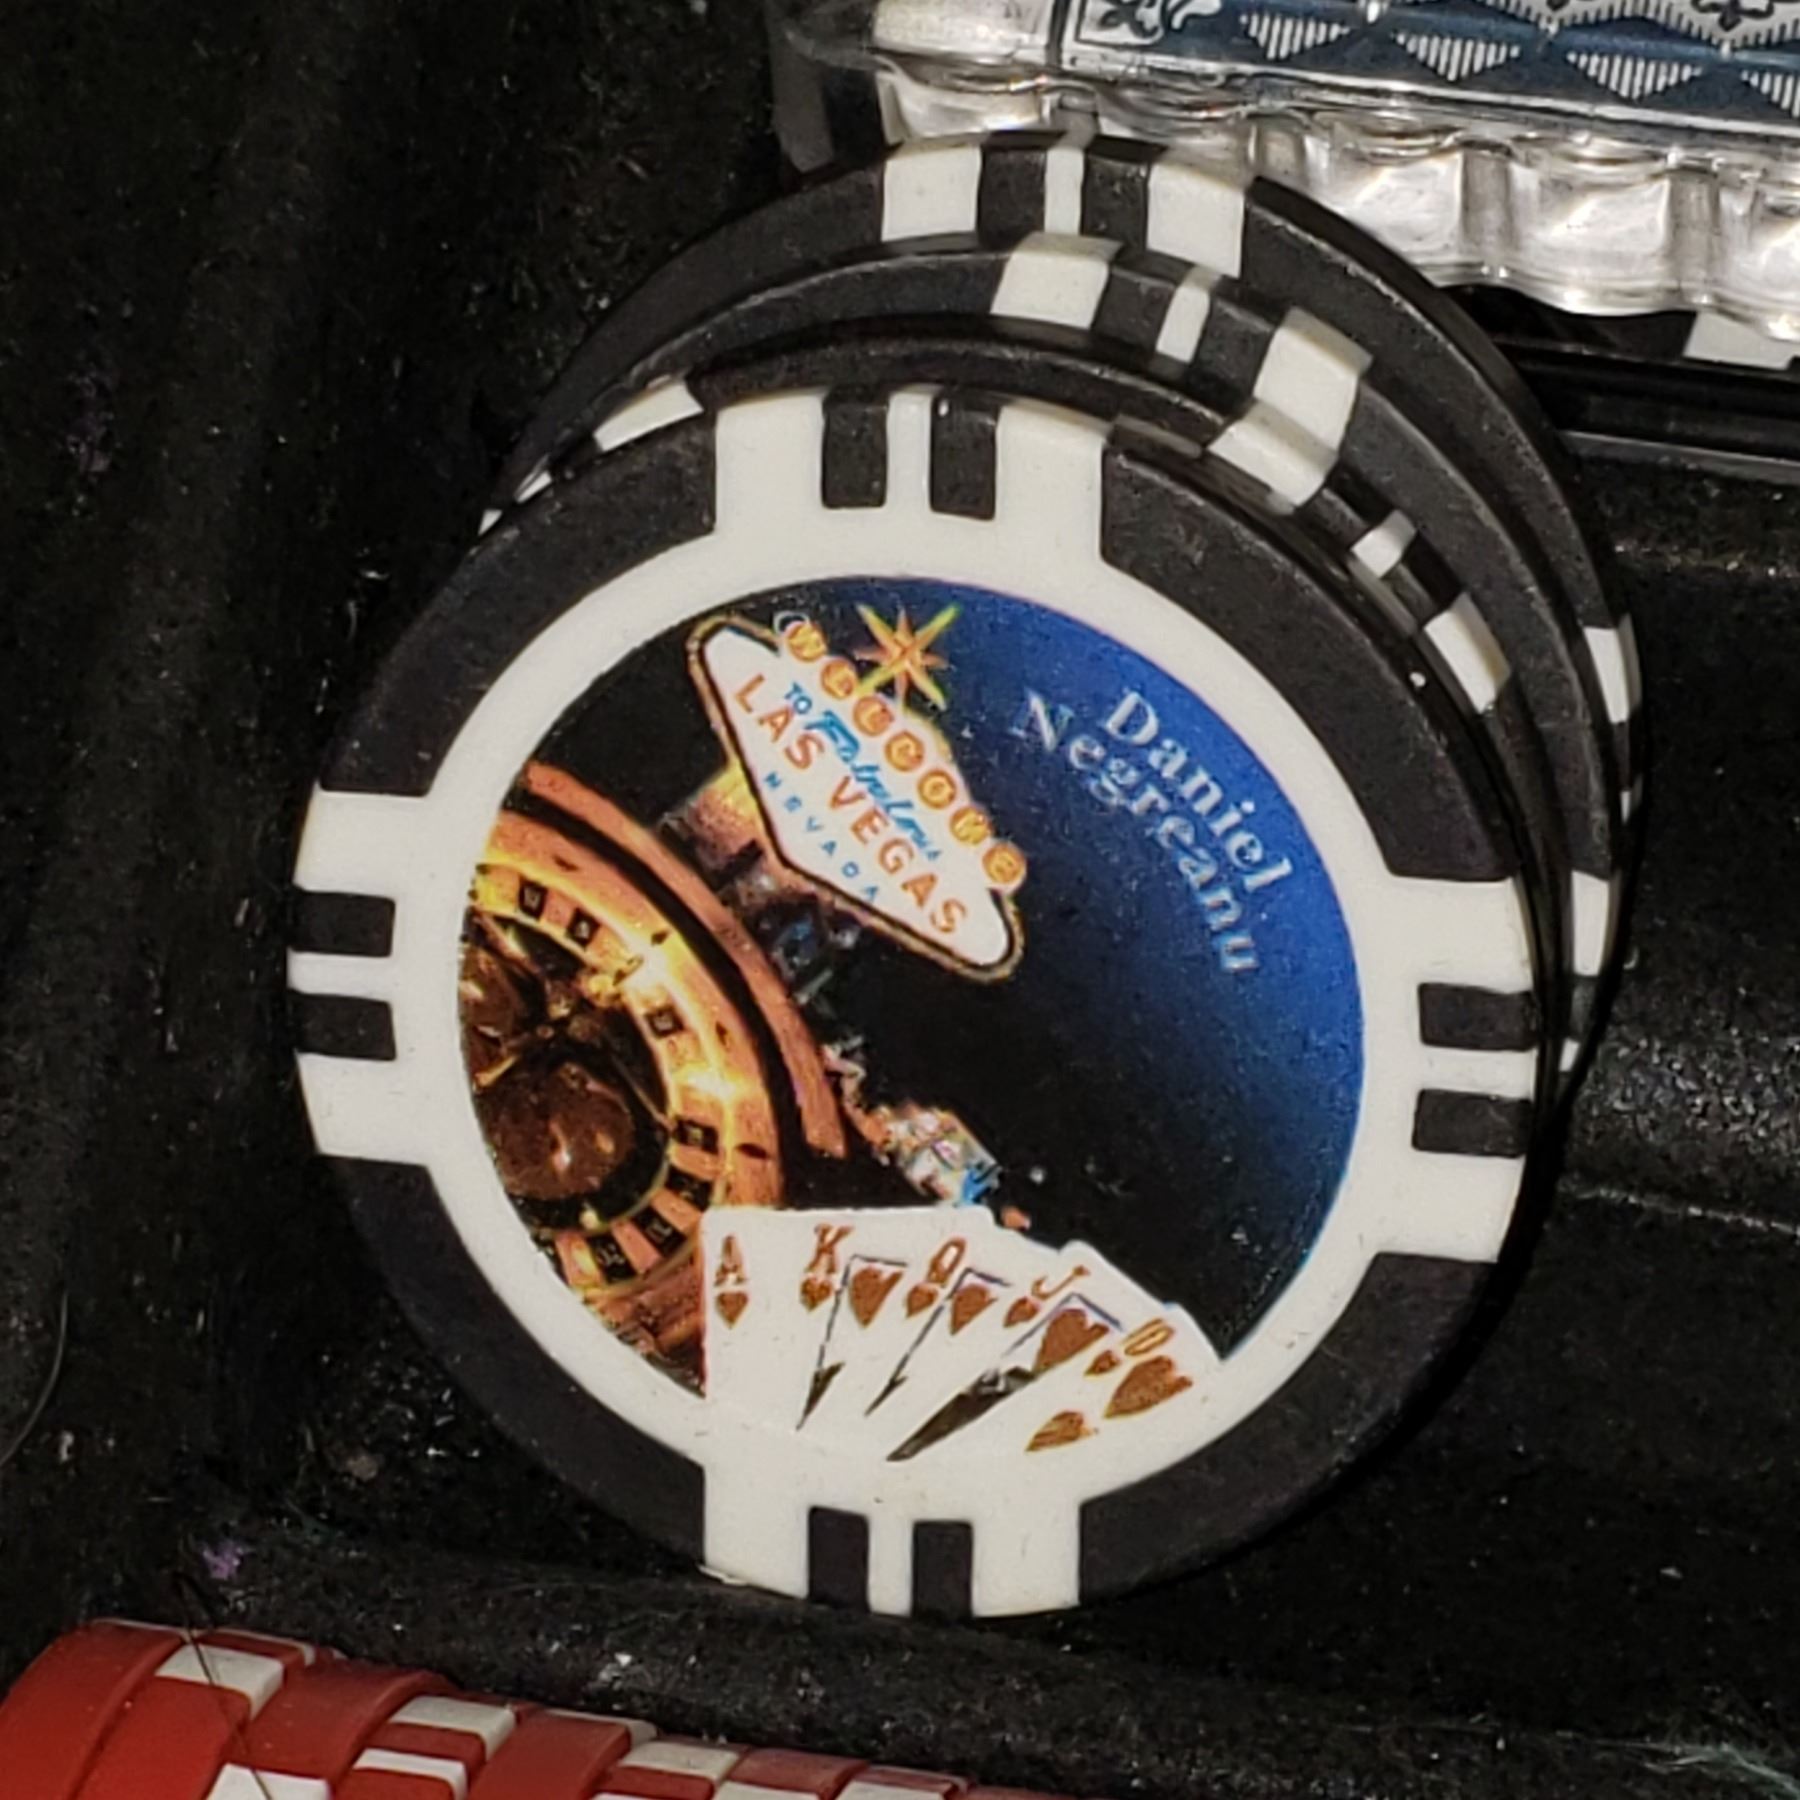 WELCOME
TO Fabulous
LAS VEGAS
NEVADA
Daniel
Negreanu
A K Q J 10